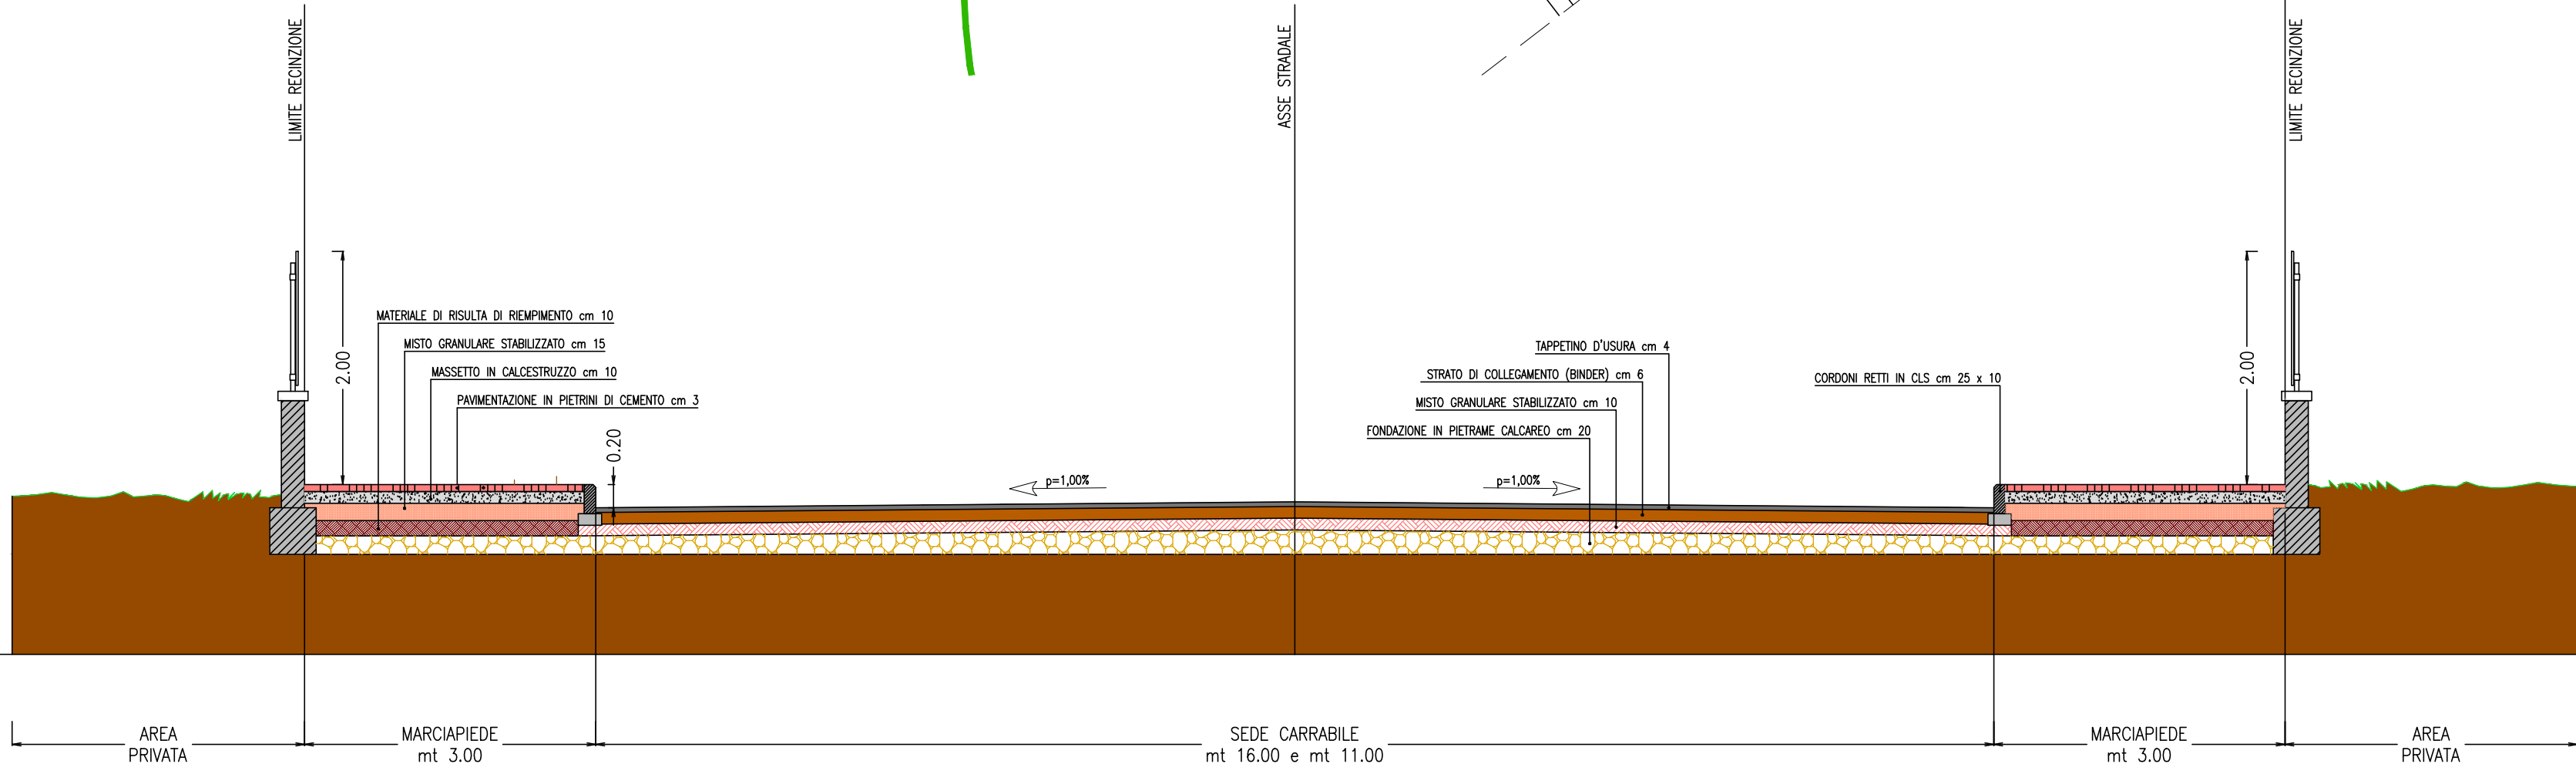 LIMITE RECINZIONE
ASSE STRADALE
LIMITE RECINZIONE
MATERIALE DI RISULTA DI RIEMPIMENTO cm 10
MISTO GRANULARE STABILIZZATO cm 15
MASSETTO IN CALCESTRUZZO cm 10
PAVIMENTAZIONE IN PIETRINI DI CEMENTO cm 3
2.00
0.20
TAPPETINO D'USURA cm 4
STRATO DI COLLEGAMENTO (BINDER) cm 6
MISTO GRANULARE STABILIZZATO cm 10
FONDAZIONE IN PIETRAME CALCAREO cm 20
CORDONI RETTI IN CLS cm 25 x 10
2.00
p=1,00%
p=1,00%
AREA
PRIVATA
MARCIAPIEDE
mt 3.00
SEDE CARRABILE
mt 16.00 e mt 11.00
MARCIAPIEDE
mt 3.00
AREA
PRIVATA